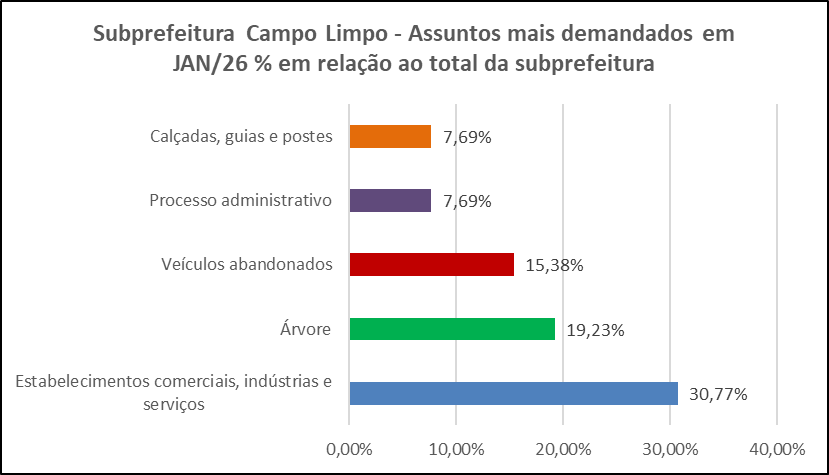 Subprefeitura Campo Limpo - Assuntos mais demandados em
JAN/26 % em relação ao total da subprefeitura
Calçadas, guias e postes
7,69%
Processo administrativo
7,69%
Veículos abandonados
15,38%
Árvore
19,23%
Estabelecimentos comerciais, indústrias e
serviços
30,77%
0,00% 10,00% 20,00% 30,00% 40,00%